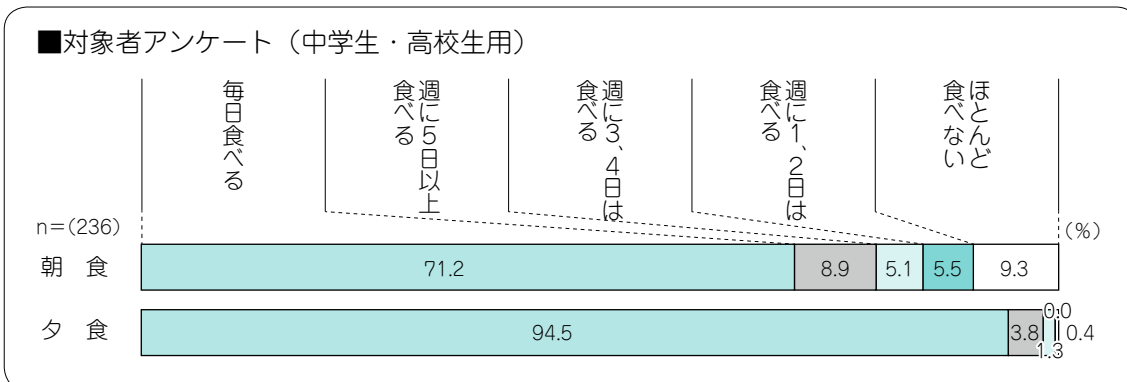 ■対象者アンケート（中学生・高校生用）
毎日食べる
週に５日以上
食べる
週に３、４日は
食べる
週に１、２日は
食べる
ほとんど
食べない
n＝(236)
(%)
朝　食
71.2
8.9
5.1
5.5
9.3
夕　食
94.5
3.8
1.3
0.0
0.4